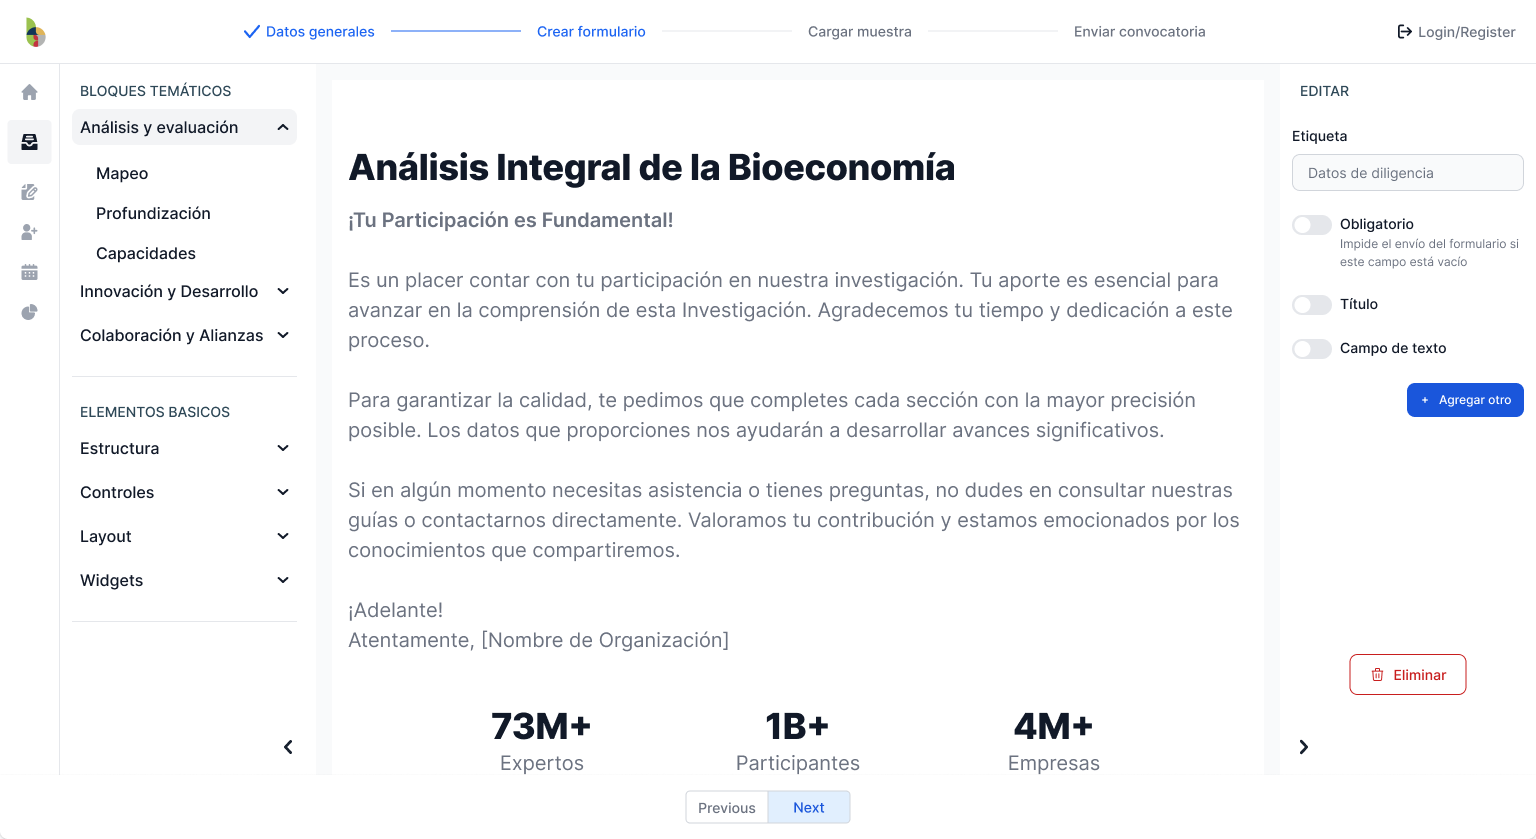 Datos generales
Crear formulario
Cargar muestra
Enviar convocatoria
Login/Register
BLOQUES TEMÁTICOS
Análisis y evaluación
Mapeo
Profundización
Capacidades
Innovación y Desarrollo
Colaboración y Alianzas
ELEMENTOS BASICOS
Estructura
Controles
Layout
Widgets
Análisis Integral de la Bioeconomía
¡Tu Participación es Fundamental!
Es un placer contar con tu participación en nuestra investigación. Tu aporte es esencial para
avanzar en la comprensión de esta Investigación. Agradecemos tu tiempo y dedicación a este
proceso.
Para garantizar la calidad, te pedimos que completes cada sección con la mayor precisión
posible. Los datos que proporciones nos ayudarán a desarrollar avances significativos.
Si en algún momento necesitas asistencia o tienes preguntas, no dudes en consultar nuestras
guías o contactarnos directamente. Valoramos tu contribución y estamos emocionados por los
conocimientos que compartiremos.
¡Adelante!
Atentamente, [Nombre de Organización]
73M+
Expertos
1B+
Participantes
4M+
Empresas
EDITAR
Etiqueta
Datos de diligencia
Obligatorio
Impide el envío del formulario si
este campo está vacío
Título
Campo de texto
+ Agregar otro
Eliminar
Previous
Next